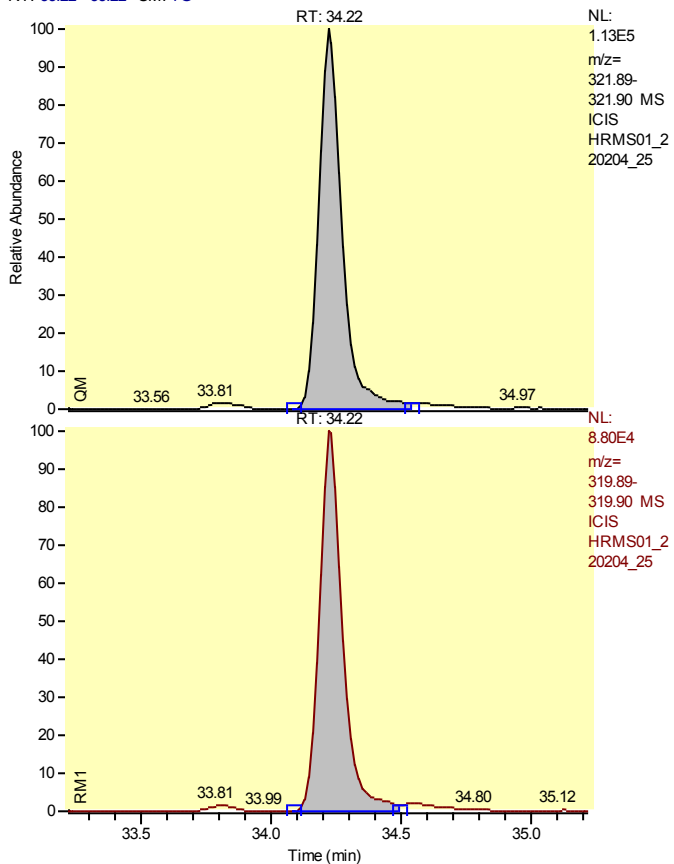 RT: 34.22
NL:
1.13E5
m/z=
321.89-
321.90 MS
ICIS
HRMS01_2
20204_25
100
90
80
70
60
50
40
30
20
10
0
Relative Abundance
QM
33.56
33.81
34.97
RT: 34.22
NL:
8.80E4
m/z=
319.89-
319.90 MS
ICIS
HRMS01_2
20204_25
100
90
80
70
60
50
40
30
20
10
0
RM1
33.81
33.99
34.80
35.12
33.5
34.0
34.5
35.0
Time (min)